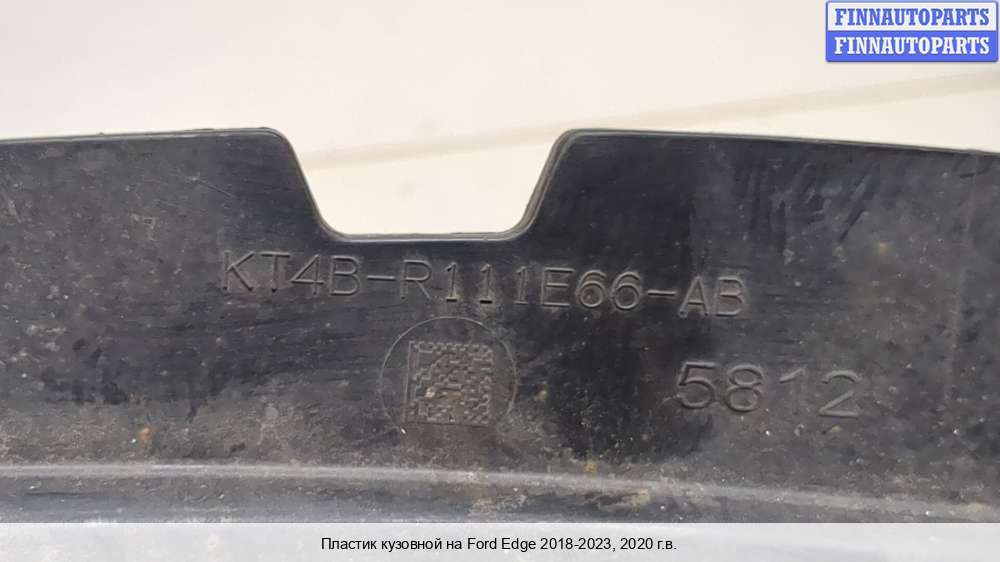 FINNAUTOPARTS
FINNAUTOPARTS
KT4B-R111E66-AB
5812
Пластик кузовной на Ford Edge 2018-2023, 2020 г.в.